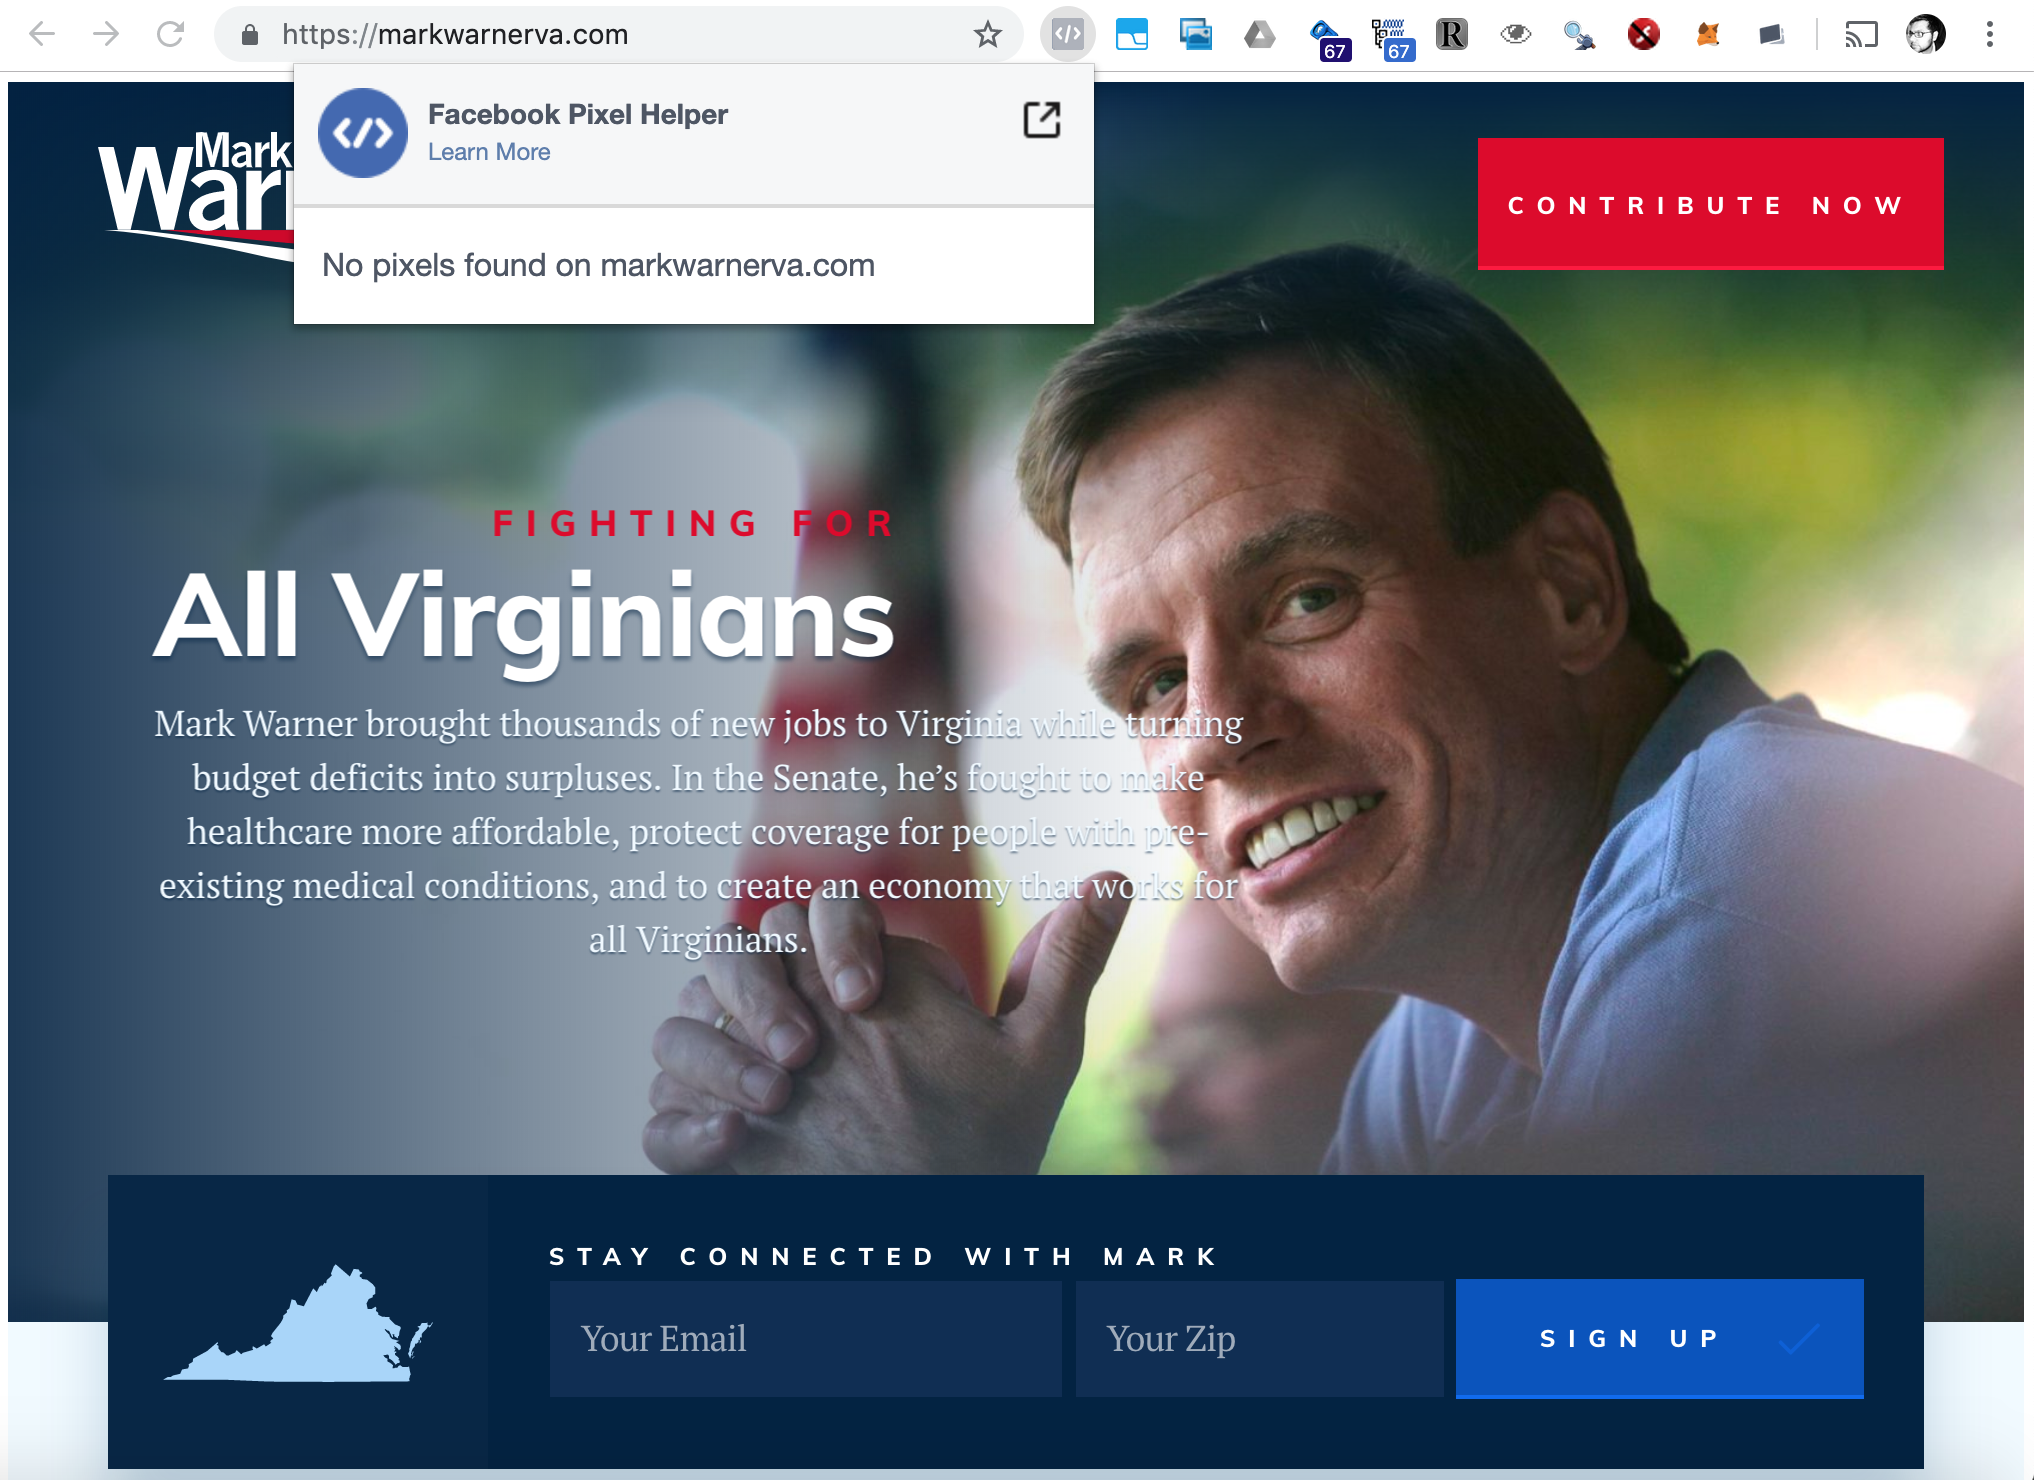 https://markwarnerva.com
67
67
R
Facebook Pixel Helper
Learn More
No pixels found on markwarnerva.com
Mark
CONTRIBUTE NOW
FIGHTING FOR
All Virginians
Mark Warner brought thousands of new jobs to Virginia while turning
budget deficits into surpluses. In the Senate, he’s fought to make
healthcare more affordable, protect coverage for people with pre-
existing medical conditions, and to create an economy that works for
all Virginians.
STAY CONNECTED WITH MARK
Your Email
Your Zip
SIGN UP